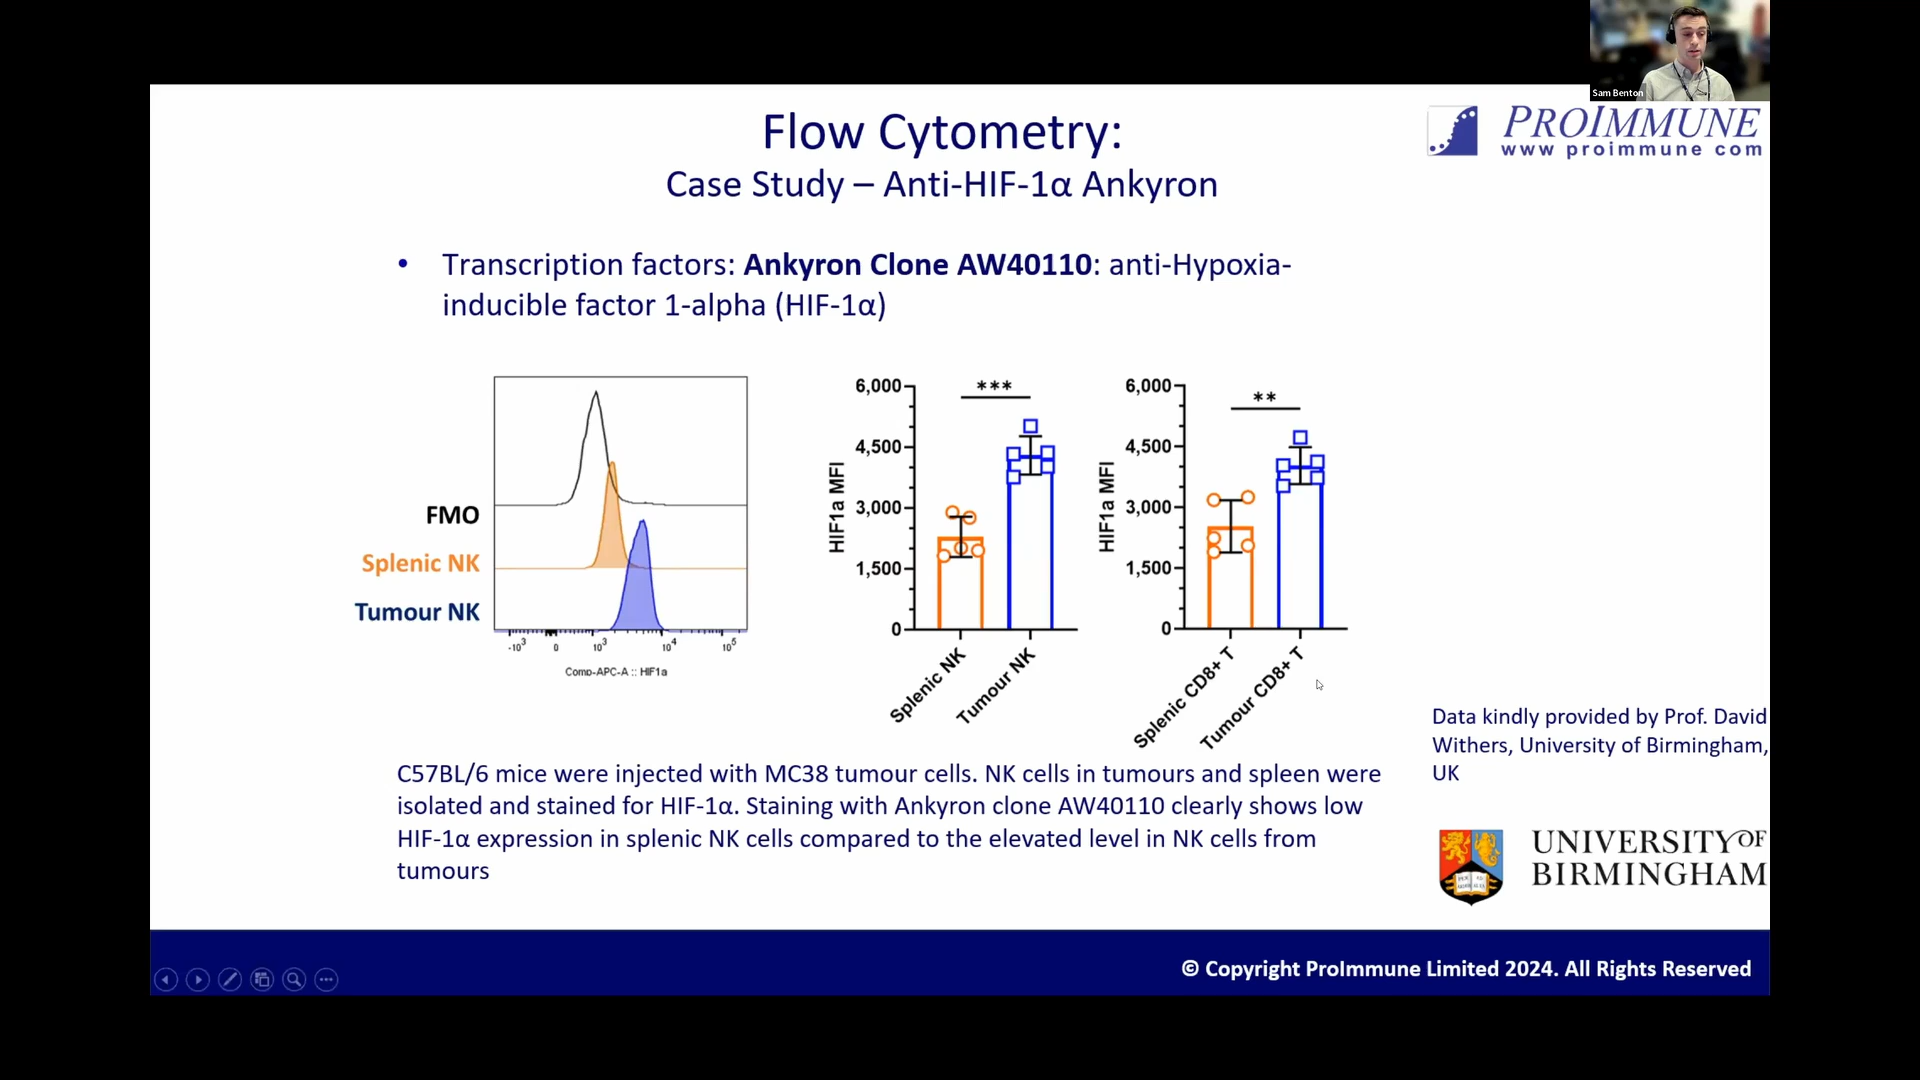 Sam Benton
PROIMMUNE
www proimmune com
Flow Cytometry:
Case Study – Anti-HIF-1α Ankyron
• Transcription factors: Ankyron Clone AW40110: anti-Hypoxia-
inducible factor 1-alpha (HIF-1α)
FMO
Splenic NK
Tumour NK
-10³ 0 10³ 10⁴ 10⁵
Comp-APC-A :: HIF1a
***
6,000
4,500
3,000
1,500
0
HIF1a MFI
Splenic NK
Tumour NK
**
6,000
4,500
3,000
1,500
0
HIF1a MFI
Splenic CD8+ T
Tumour CD8+ T
C57BL/6 mice were injected with MC38 tumour cells. NK cells in tumours and spleen were
isolated and stained for HIF-1α. Staining with Ankyron clone AW40110 clearly shows low
HIF-1α expression in splenic NK cells compared to the elevated level in NK cells from
tumours
Data kindly provided by Prof. David
Withers, University of Birmingham,
UK
UNIVERSITY OF
BIRMINGHAM
© Copyright ProImmune Limited 2024. All Rights Reserved